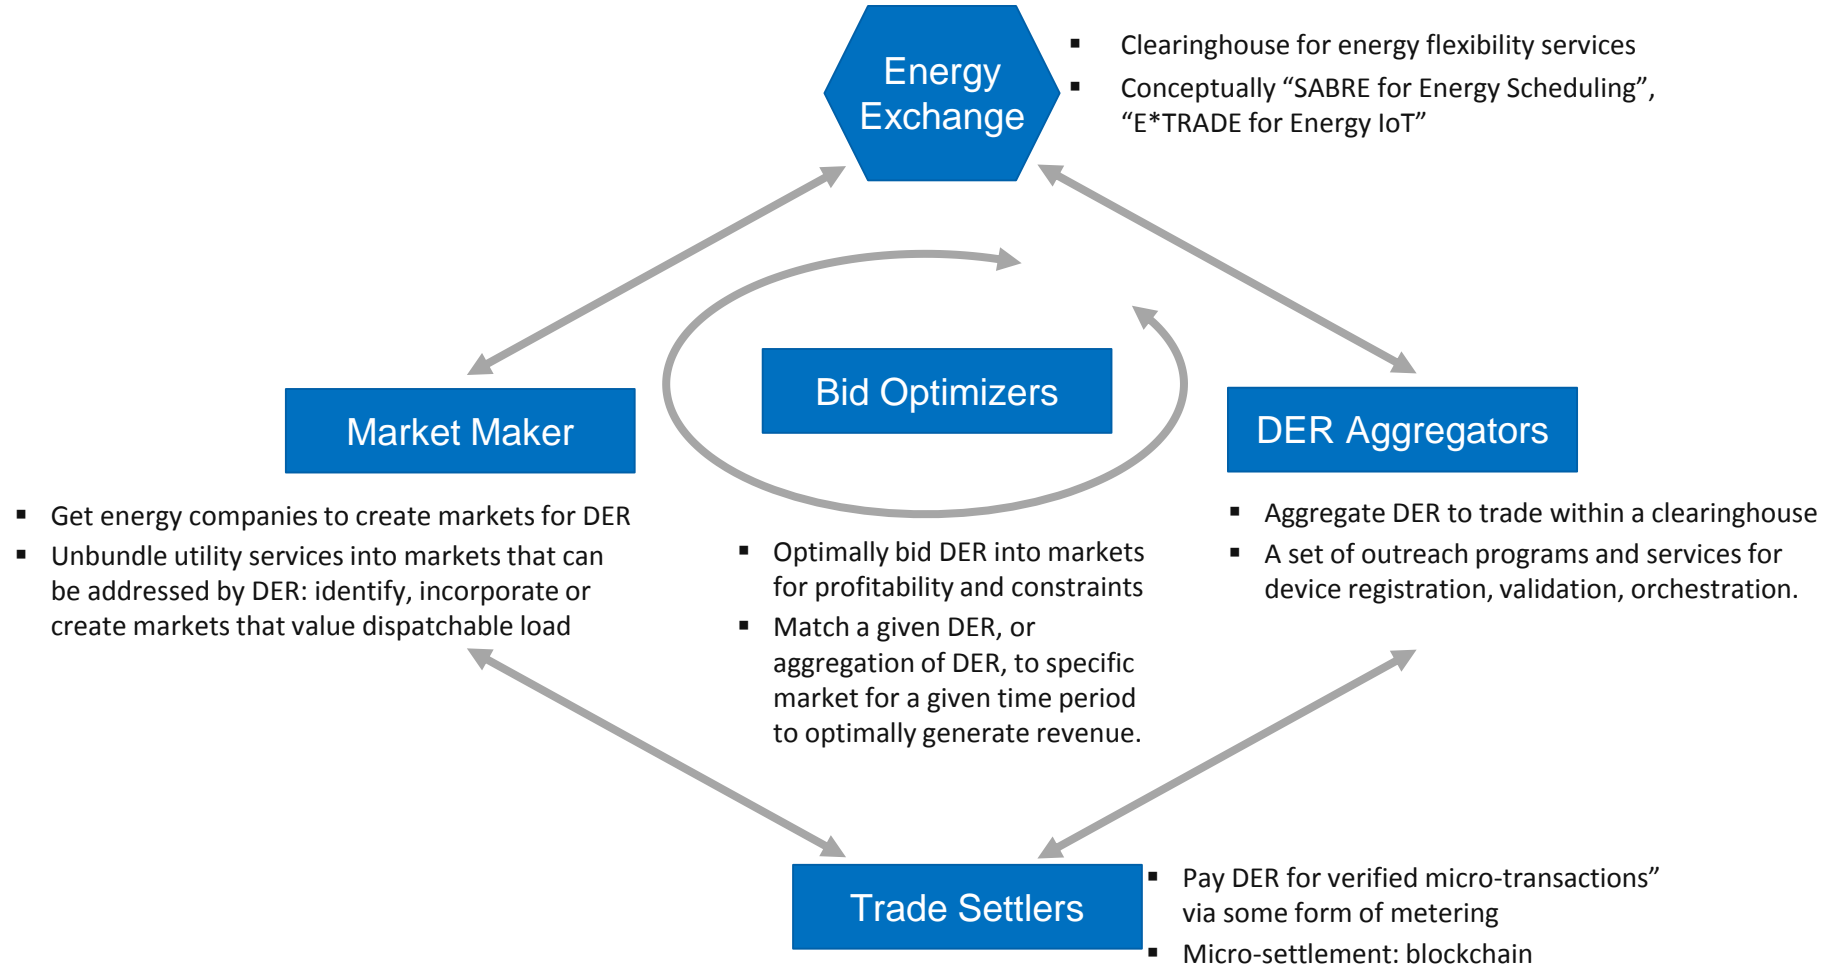 Energy
Exchange
▪ Clearinghouse for energy flexibility services
▪ Conceptually “SABRE for Energy Scheduling”,
“E*TRADE for Energy IoT”
Market Maker
▪ Get energy companies to create markets for DER
▪ Unbundle utility services into markets that can
be addressed by DER: identify, incorporate or
create markets that value dispatchable load
Bid Optimizers
▪ Optimally bid DER into markets
for profitability and constraints
▪ Match a given DER, or
aggregation of DER, to specific
market for a given time period
to optimally generate revenue.
DER Aggregators
▪ Aggregate DER to trade within a clearinghouse
▪ A set of outreach programs and services for
device registration, validation, orchestration.
Trade Settlers
▪ Pay DER for verified micro-transactions”
via some form of metering
▪ Micro-settlement: blockchain